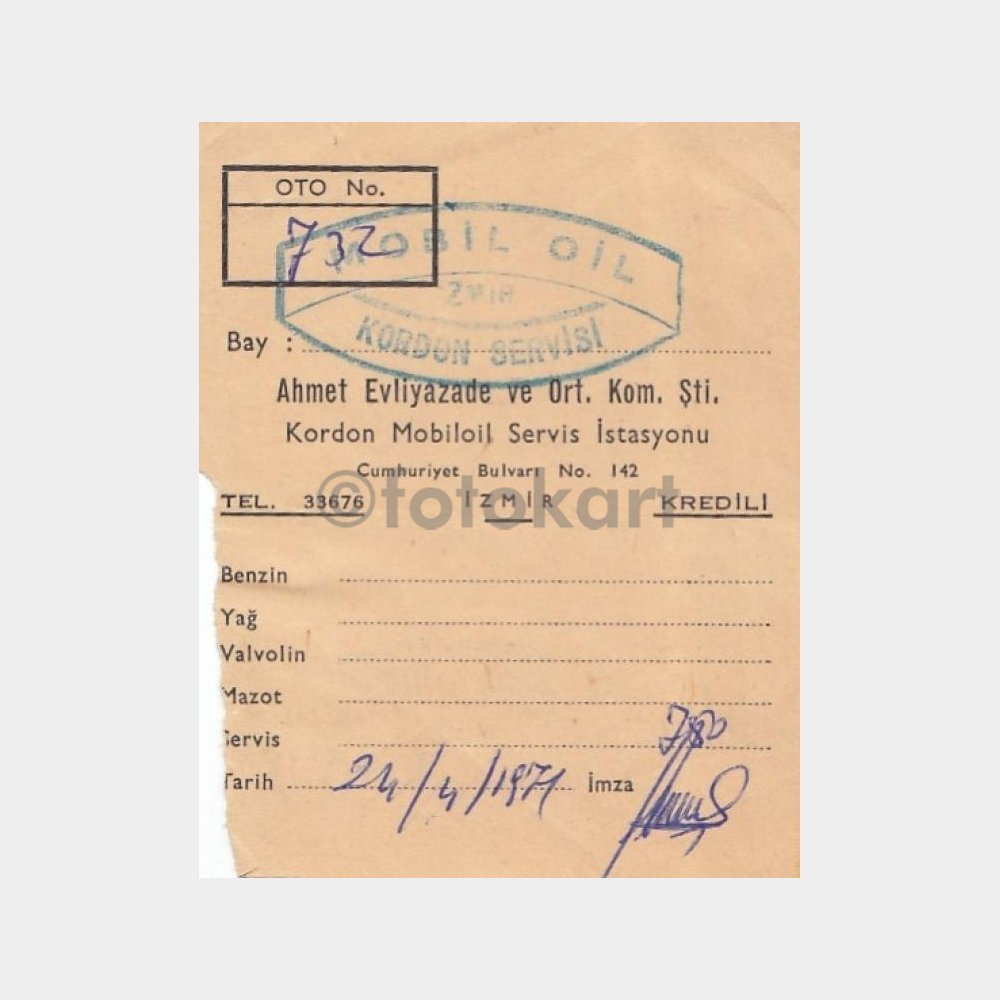 OTO No.
732
MOBİL OİL
İZMİR
KORDON SERVİSİ
Bay :
Ahmet Evliyazade ve Ort. Kom. Şti.
Kordon Mobiloil Servis İstasyonu
Cumhuriyet Bulvarı No. 142
TEL. 33676 İZMİR KREDİLİ
©fotokart
Benzin
Yağ
Valvolin
Mazot
Servis
Tarih 24/4/1971 İmza